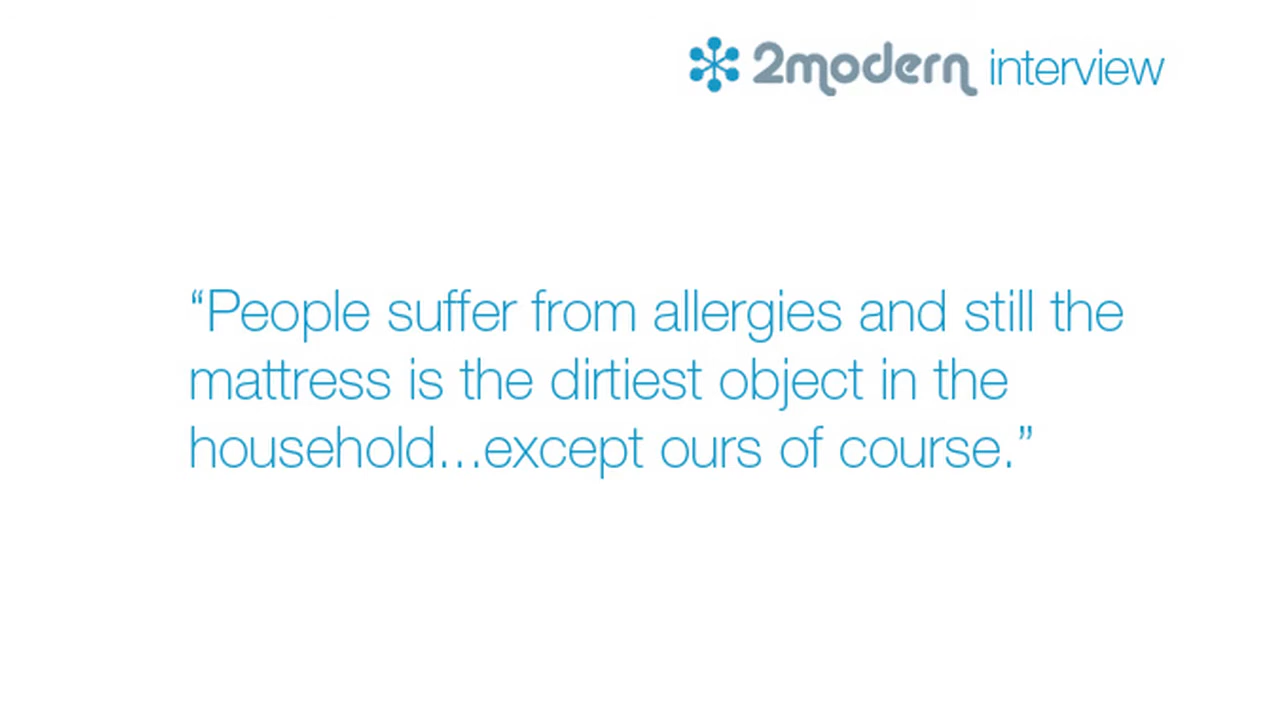 2modern interview
“People suffer from allergies and still the
mattress is the dirtiest object in the
household...except ours of course.”